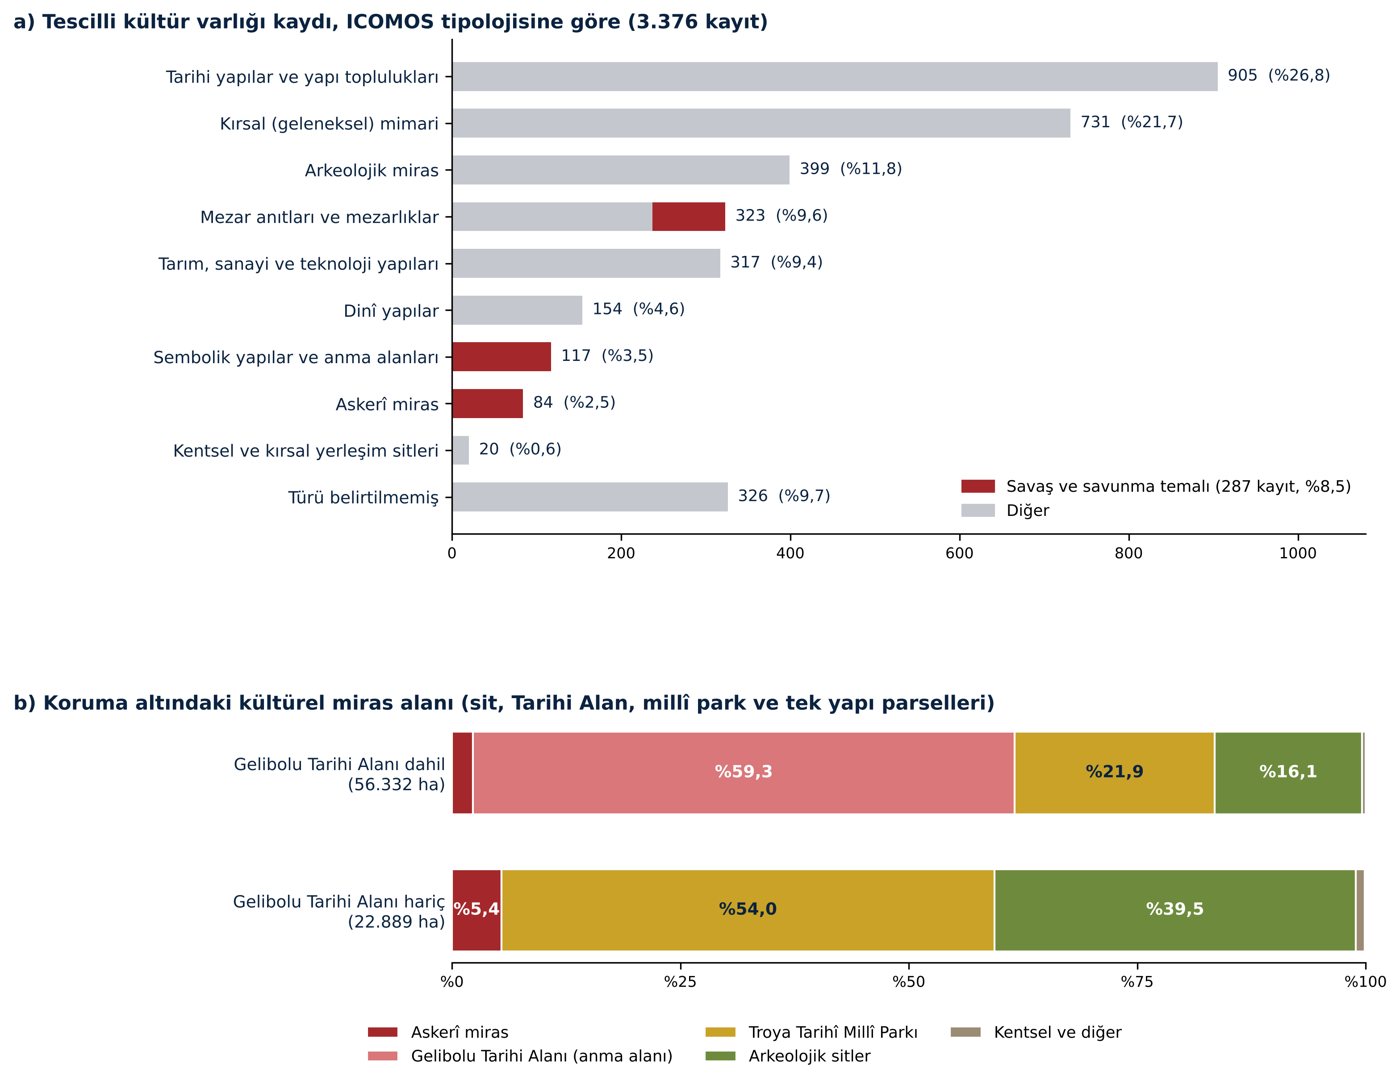 a) Tescilli kültür varlığı kaydı, ICOMOS tipolojisine göre (3.376 kayıt)
Tarihi yapılar ve yapı toplulukları
905 (%26,8)
Kırsal (geleneksel) mimari
731 (%21,7)
Arkeolojik miras
399 (%11,8)
Mezar anıtları ve mezarlıklar
323 (%9,6)
Tarım, sanayi ve teknoloji yapıları
317 (%9,4)
Dinî yapılar
154 (%4,6)
Sembolik yapılar ve anma alanları
117 (%3,5)
Askerî miras
84 (%2,5)
Kentsel ve kırsal yerleşim sitleri
20 (%0,6)
Türü belirtilmemiş
326 (%9,7)
Savaş ve savunma temalı (287 kayıt, %8,5)
Diğer
0 200 400 600 800 1000
b) Koruma altındaki kültürel miras alanı (sit, Tarihi Alan, millî park ve tek yapı parselleri)
Gelibolu Tarihi Alanı dahil
(56.332 ha)
%59,3 %21,9 %16,1
Gelibolu Tarihi Alanı hariç
(22.889 ha)
%5,4 %54,0 %39,5
%0 %25 %50 %75 %100
Askerî miras
Gelibolu Tarihi Alanı (anma alanı)
Troya Tarihî Millî Parkı
Arkeolojik sitler
Kentsel ve diğer